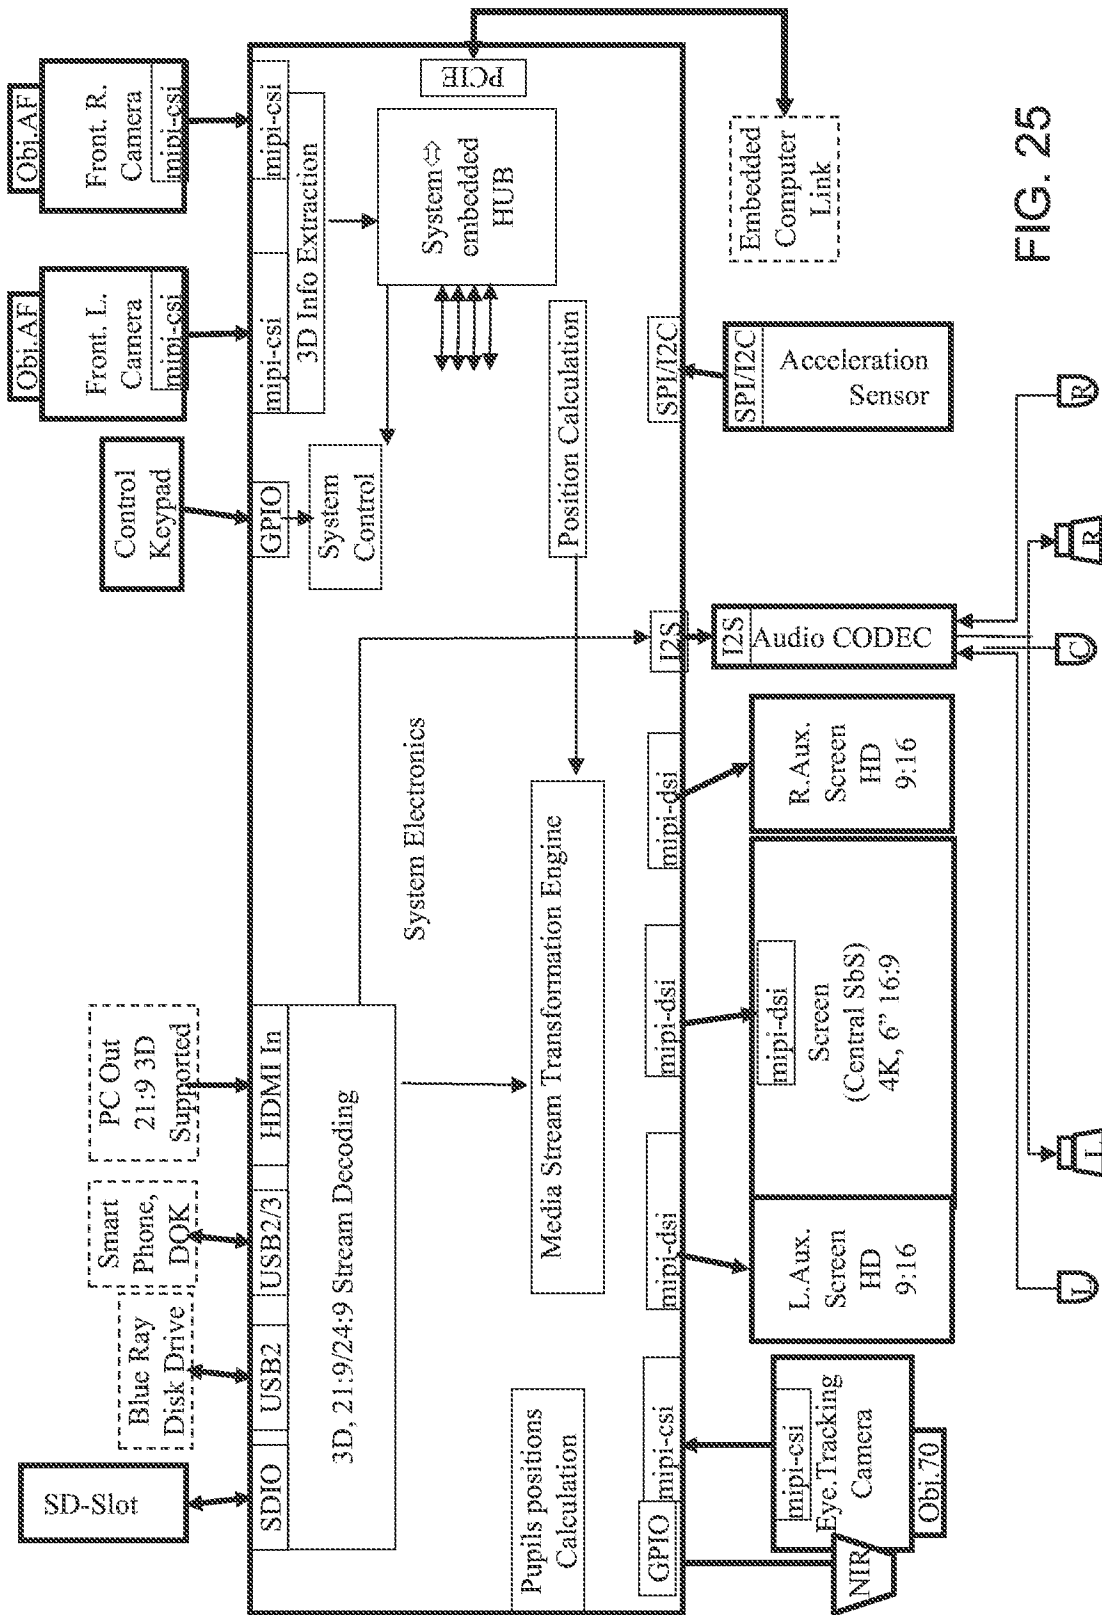 SD-Slot
Blue Ray
Disk Drive
Smart
Phone,
DOK
PC Out
21:9 3D
Supported
Control
Keypad
Obj.AF
Front. L.
Camera
mipi-csi
Obj.AF
Front. R.
Camera
mipi-csi
SDIO
USB2
USB2/3
HDMI In
GPIO
mipi-csi
mipi-csi
3D, 21:9/24:9 Stream Decoding
System
Control
3D Info Extraction
System⇔
embedded
HUB
PCIE
System Electronics
Pupils positions
Calculation
Media Stream Transformation Engine
Position Calculation
GPIO
mipi-csi
mipi-dsi
mipi-dsi
mipi-dsi
I2S
SPI/I2C
NIR
mipi-csi
Eye.Tracking
Camera
Obj.70
L.Aux.
Screen
HD
9:16
mipi-dsi
Screen
(Central SbS)
4K, 6” 16:9
R.Aux.
Screen
HD
9:16
I2S
Audio CODEC
SPI/I2C
Acceleration
Sensor
Embedded
Computer
Link
L
L
C
R
R
FIG. 25